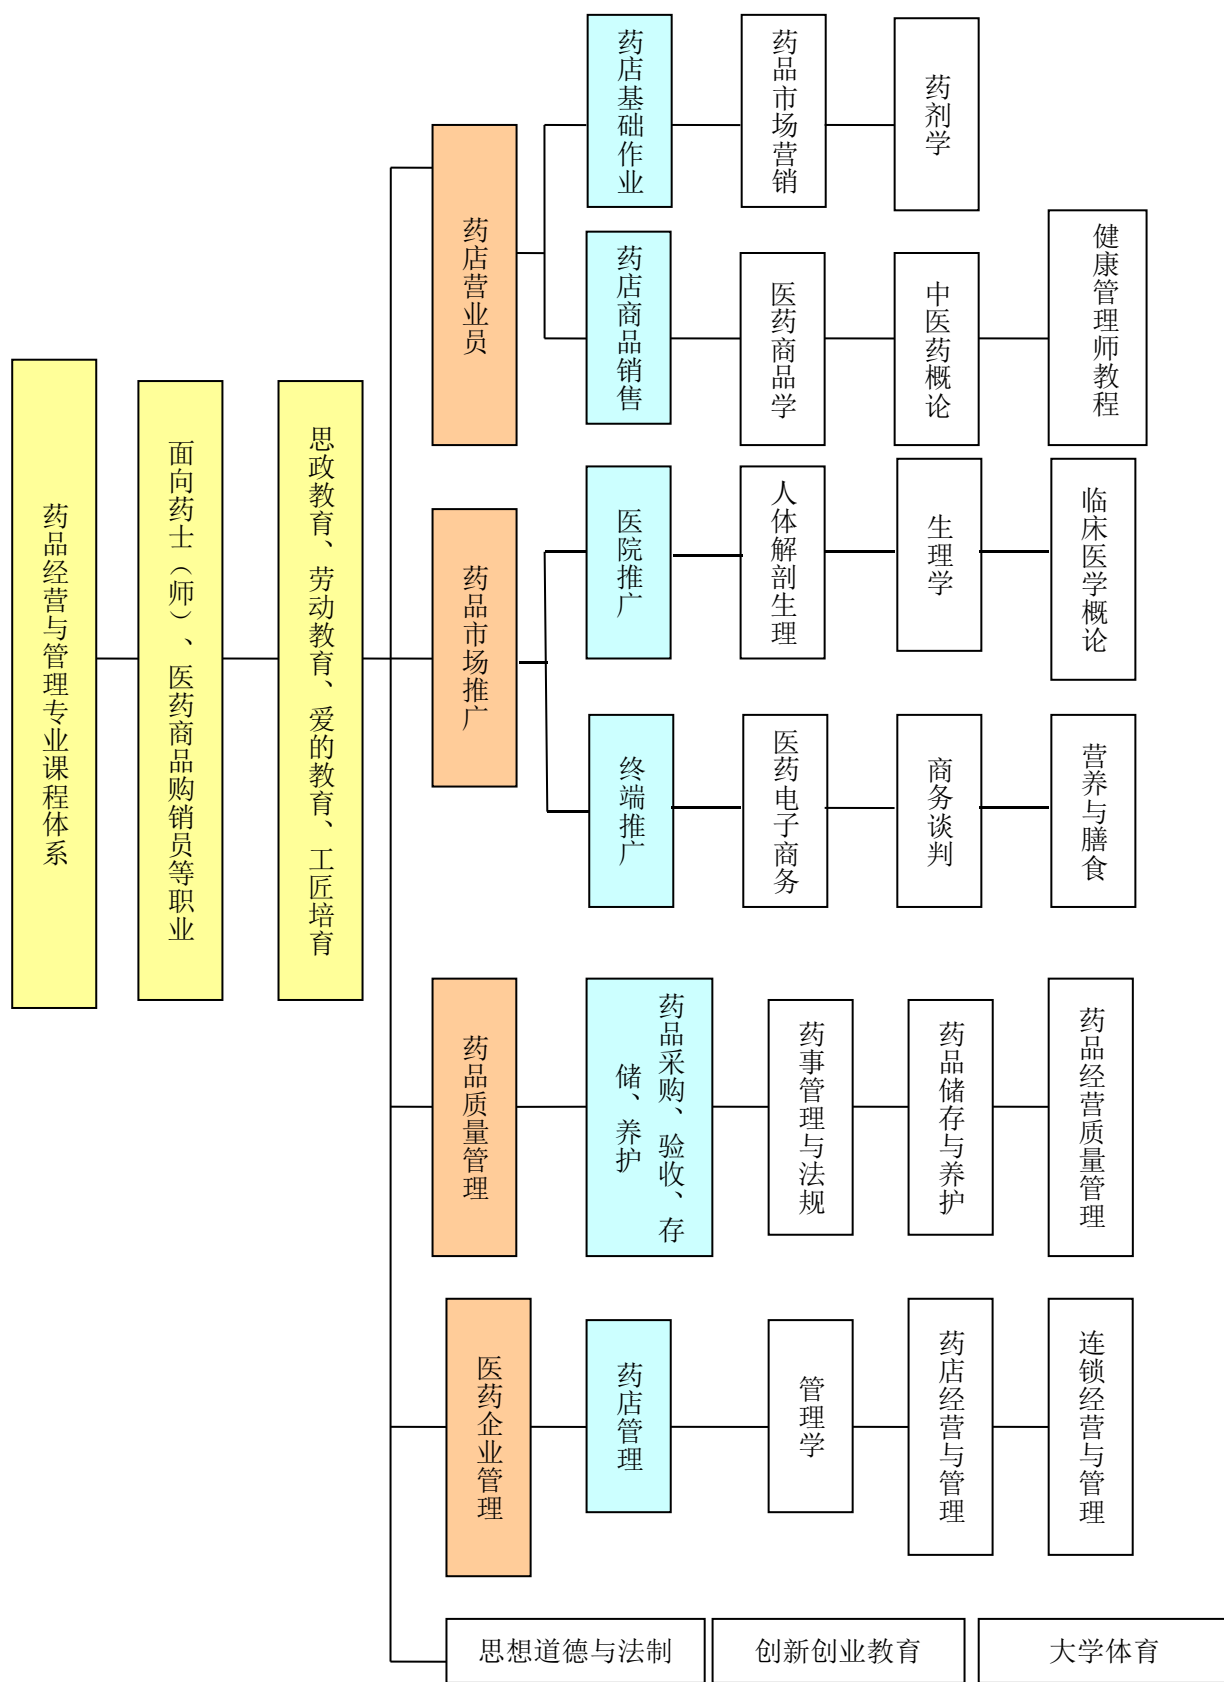 药品经营与管理专业课程体系
面向药士（师）、医药商品购销员等职业
思政教育、劳动教育、爱的教育、工匠培育
药店营业员
药店基础作业
药品市场营销
药剂学
药店商品销售
医药商品学
中医药概论
健康管理师教程
药品市场推广
医院推广
人体解剖生理
生理学
临床医学概论
终端推广
医药电子商务
商务谈判
营养与膳食
药品质量管理
药品采购、验收、存
储、养护
药事管理与法规
药品储存与养护
药品经营质量管理
医药企业管理
药店管理
管理学
药店经营与管理
连锁经营与管理
思想道德与法制
创新创业教育
大学体育